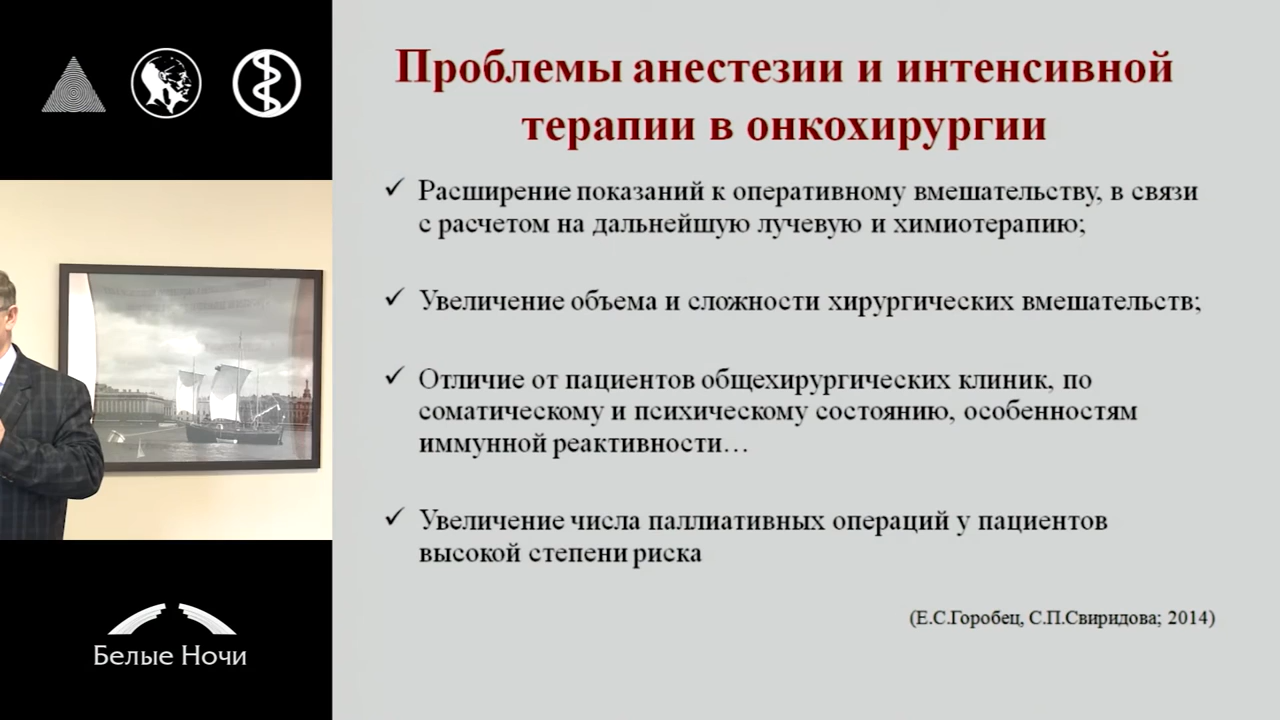 Проблемы анестезии и интенсивной
терапии в онкохирургии
Расширение показаний к оперативному вмешательству, в связи
с расчетом на дальнейшую лучевую и химиотерапию;
Увеличение объема и сложности хирургических вмешательств;
Отличие от пациентов общехирургических клиник, по
соматическому и психическому состоянию, особенностям
иммунной реактивности…
Увеличение числа паллиативных операций у пациентов
высокой степени риска
(Е.С.Горобец, С.П.Свиридова; 2014)
Белые Ночи